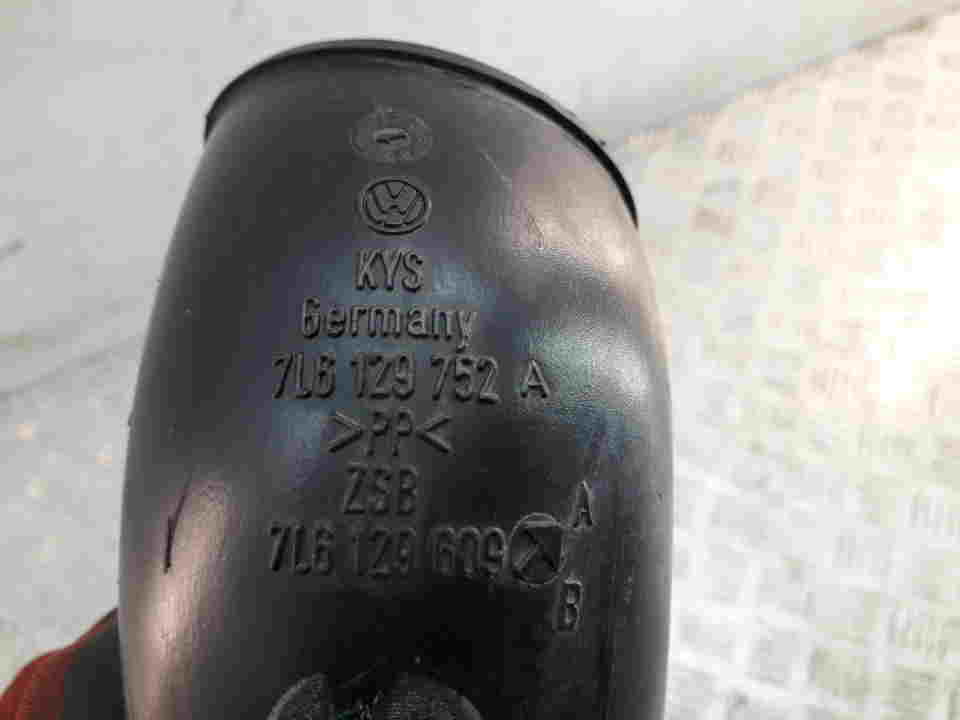 KYS
Germany
7L6 129 752 A
>PP<
ZSB
7L6 129 609
A
B